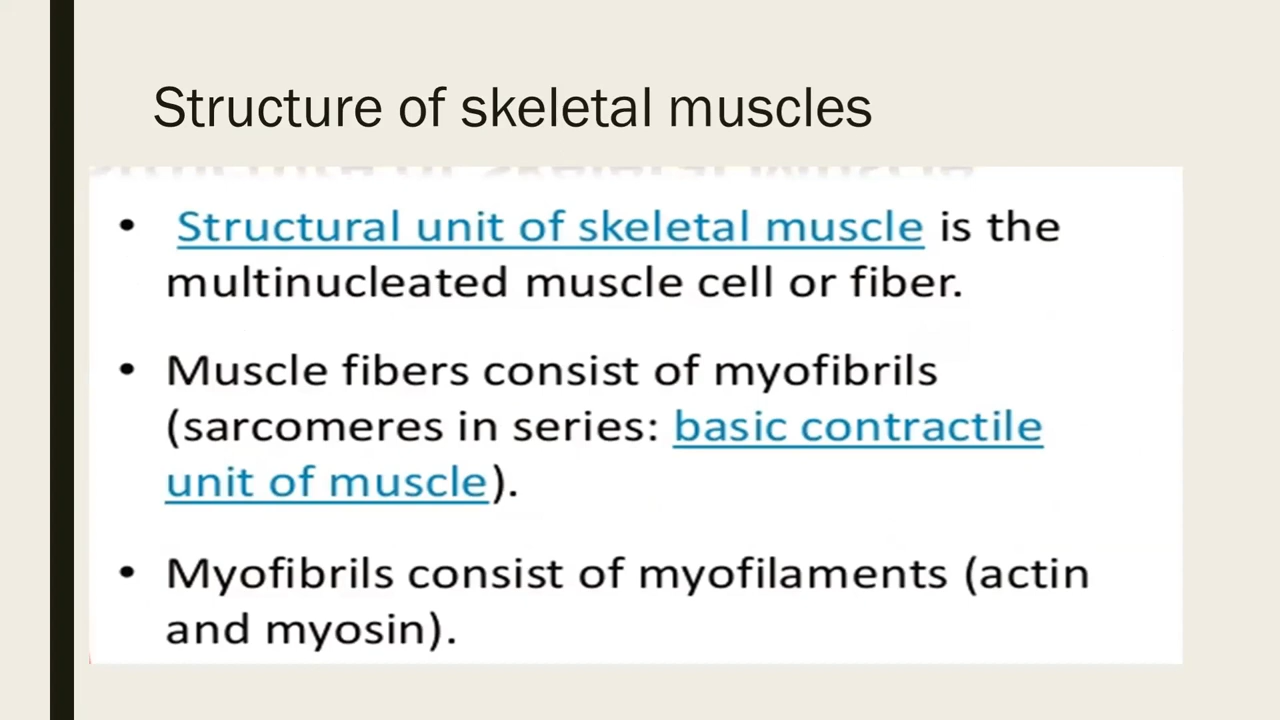 Structure of skeletal muscles
• Structural unit of skeletal muscle is the
multinucleated muscle cell or fiber.
• Muscle fibers consist of myofibrils
(sarcomeres in series: basic contractile
unit of muscle).
• Myofibrils consist of myofilaments (actin
and myosin).